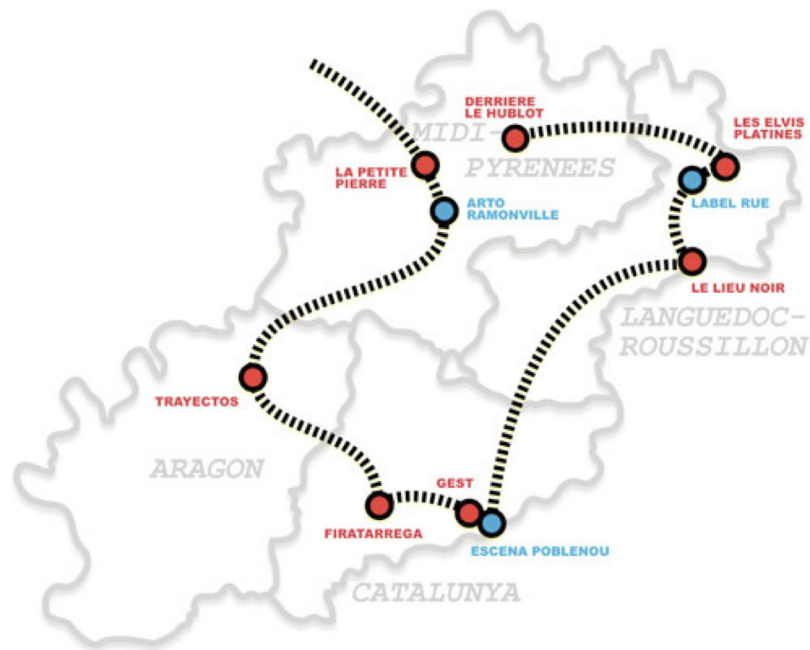 DERRIERE
LE HUBLOT
MIDI-
PYRENEES
LES ELVIS
PLATINES
LA PETITE
PIERRE
ARTO
RAMONVILLE
LABEL RUE
LE LIEU NOIR
LANGUEDOC-
ROUSSILLON
TRAYECTOS
ARAGON
GEST
FIRATARREGA
ESCENA POBLENOU
CATALUNYA